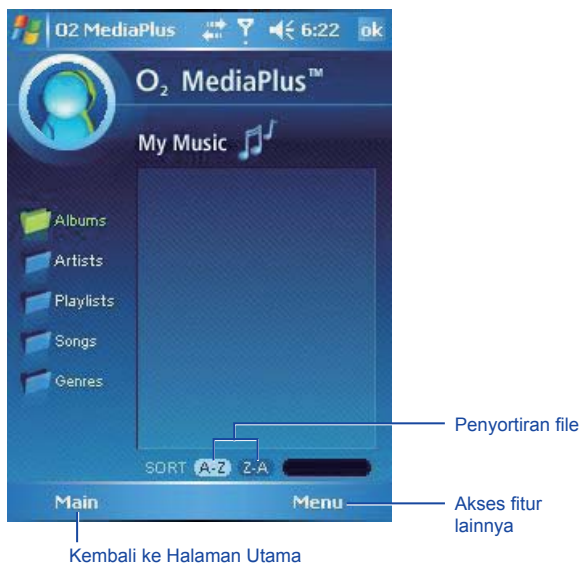 O2 MediaPlus 6:22 ok
O₂ MediaPlus™
My Music
Albums
Artists
Playlists
Songs
Genres
SORT A-Z Z-A
Penyortiran file
Main Menu
Akses fitur
lainnya
Kembali ke Halaman Utama